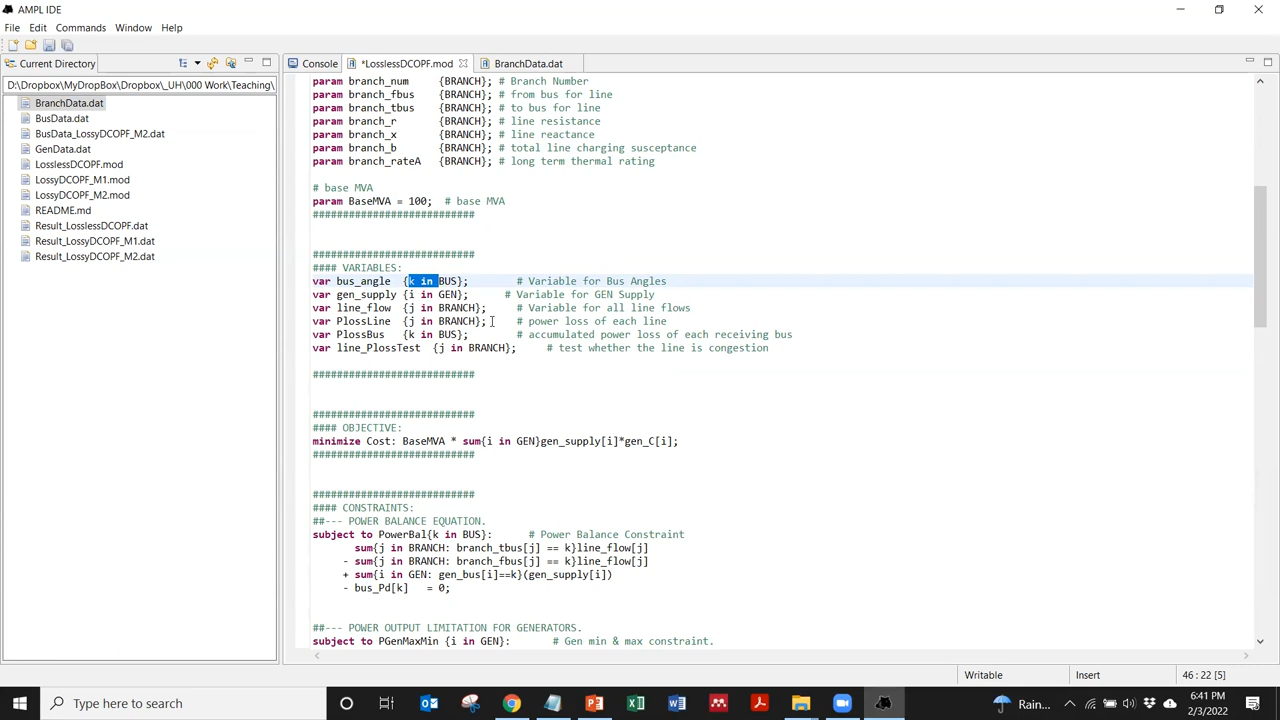 AMPL IDE
File Edit Commands Window Help
Current Directory
D:\Dropbox\MyDropBox\Dropbox\_UH\000 Work\Teaching\
BranchData.dat
BusData.dat
BusData_LossyDCOPF_M2.dat
GenData.dat
LosslessDCOPF.mod
LossyDCOPF_M1.mod
LossyDCOPF_M2.mod
README.md
Result_LosslessDCOPF.dat
Result_LossyDCOPF_M1.dat
Result_LossyDCOPF_M2.dat
Console *LosslessDCOPF.mod BranchData.dat
param branch_num {BRANCH}; # Branch Number
param branch_fbus {BRANCH}; # from bus for line
param branch_tbus {BRANCH}; # to bus for line
param branch_r {BRANCH}; # line resistance
param branch_x {BRANCH}; # line reactance
param branch_b {BRANCH}; # total line charging susceptance
param branch_rateA {BRANCH}; # long term thermal rating
# base MVA
param BaseMVA = 100; # base MVA
###########################
###########################
#### VARIABLES:
var bus_angle {k in BUS}; # Variable for Bus Angles
var gen_supply {i in GEN}; # Variable for GEN Supply
var line_flow {j in BRANCH}; # Variable for all line flows
var PlossLine {j in BRANCH}; # power loss of each line
var PlossBus {k in BUS}; # accumulated power loss of each receiving bus
var line_PlossTest {j in BRANCH}; # test whether the line is congestion
###########################
###########################
#### OBJECTIVE:
minimize Cost: BaseMVA * sum{i in GEN}gen_supply[i]*gen_C[i];
###########################
###########################
#### CONSTRAINTS:
##--- POWER BALANCE EQUATION.
subject to PowerBal{k in BUS}: # Power Balance Constraint
sum{j in BRANCH: branch_tbus[j] == k}line_flow[j]
- sum{j in BRANCH: branch_fbus[j] == k}line_flow[j]
+ sum{i in GEN: gen_bus[i]==k}(gen_supply[i])
- bus_Pd[k] = 0;
##--- POWER OUTPUT LIMITATION FOR GENERATORS.
subject to PGenMaxMin {i in GEN}: # Gen min & max constraint.
Writable Insert 46 : 22 [5]
Type here to search
Rain...
6:41 PM
2/3/2022